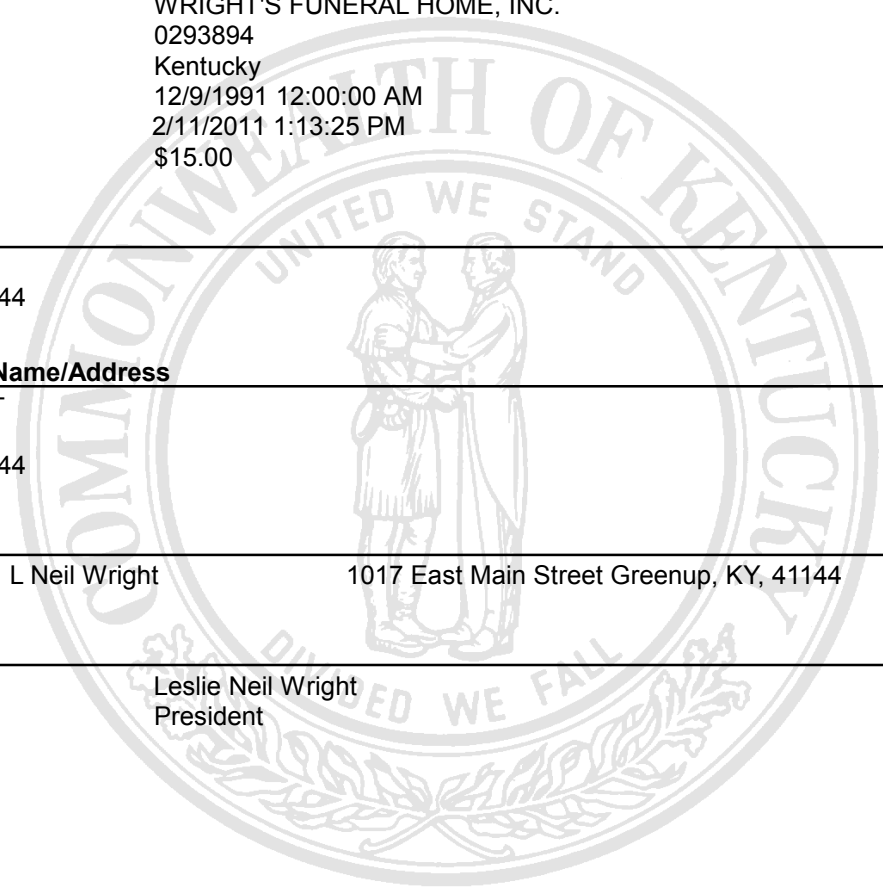 WRIGHT'S FUNERAL HOME, INC.
0293894
Kentucky
12/9/1991 12:00:00 AM
2/11/2011 1:13:25 PM
$15.00
COMMONWEALTH OF KENTUCKY
UNITED WE STAND
44
Name/Address
44
L Neil Wright 1017 East Main Street Greenup, KY, 41144
DIVIDED WE FALL
Leslie Neil Wright
President